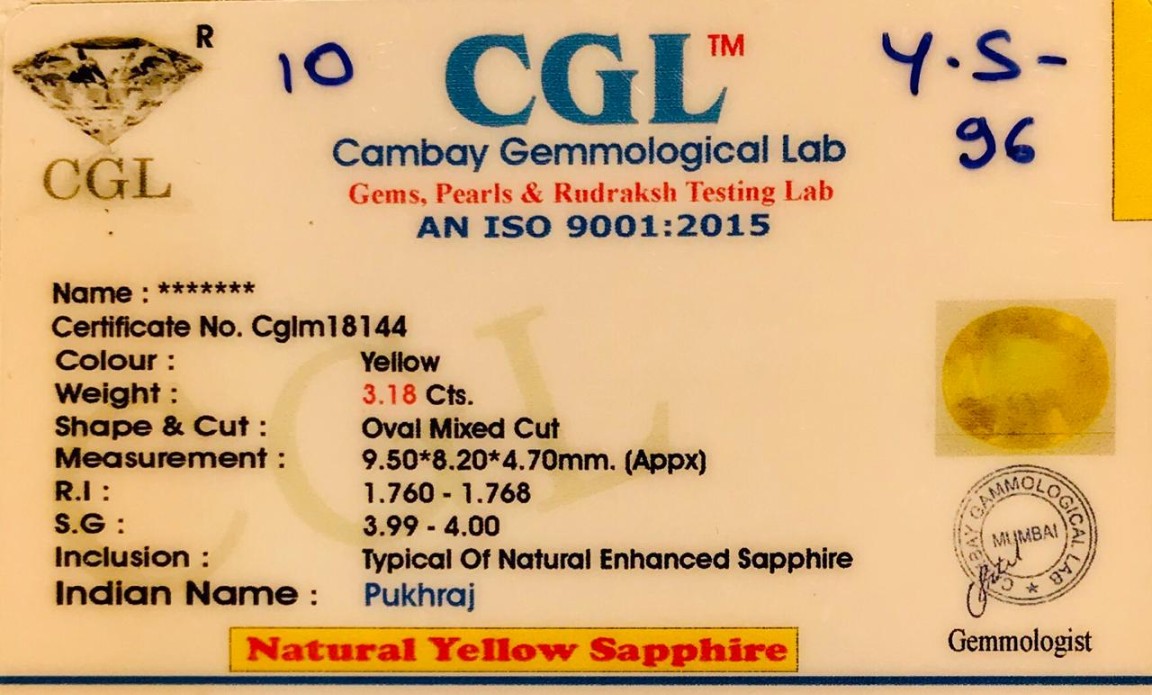 R
CGL
10
CGL™
Y.S-
96
Cambay Gemmological Lab
Gems, Pearls & Rudraksh Testing Lab
AN ISO 9001:2015
Name : *******
Certificate No. Cglm18144
Colour : Yellow
Weight : 3.18 Cts.
Shape & Cut : Oval Mixed Cut
Measurement : 9.50*8.20*4.70mm. (Appx)
R.I : 1.760 - 1.768
S.G : 3.99 - 4.00
Inclusion : Typical Of Natural Enhanced Sapphire
Indian Name : Pukhraj
Natural Yellow Sapphire
CAMBAY GAMMOLOGICAL LAB
MUMBAI
Gemmologist
CGL